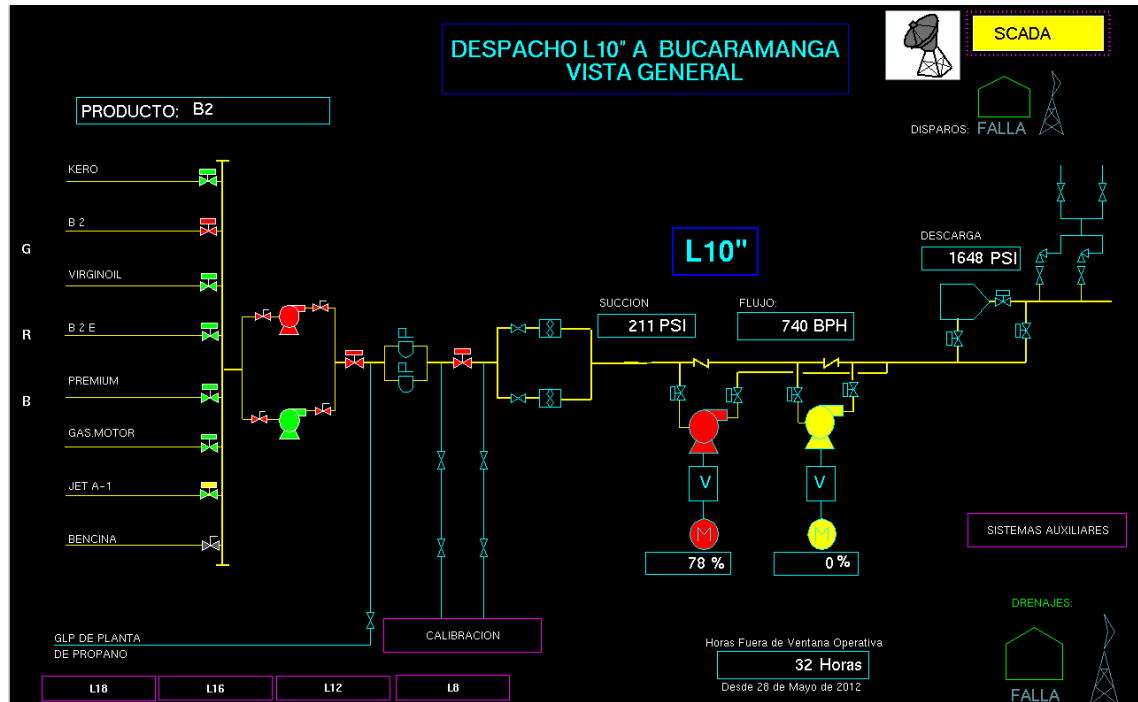 DESPACHO L10" A BUCARAMANGA
VISTA GENERAL
SCADA
PRODUCTO: B2
DISPAROS: FALLA
KERO
B 2
G
VIRGINOIL
B 2 E
R
PREMIUM
B
GAS.MOTOR
JET A-1
BENCINA
L10"
DESCARGA
1648 PSI
SUCCION
211 PSI
FLUJO:
740 BPH
P
P
V
V
M
M
78 %
0 %
SISTEMAS AUXILIARES
DRENAJES:
FALLA
GLP DE PLANTA
DE PROPANO
CALIBRACION
Horas Fuera de Ventana Operativa
32 Horas
Desde 28 de Mayo de 2012
L18
L16
L12
L8